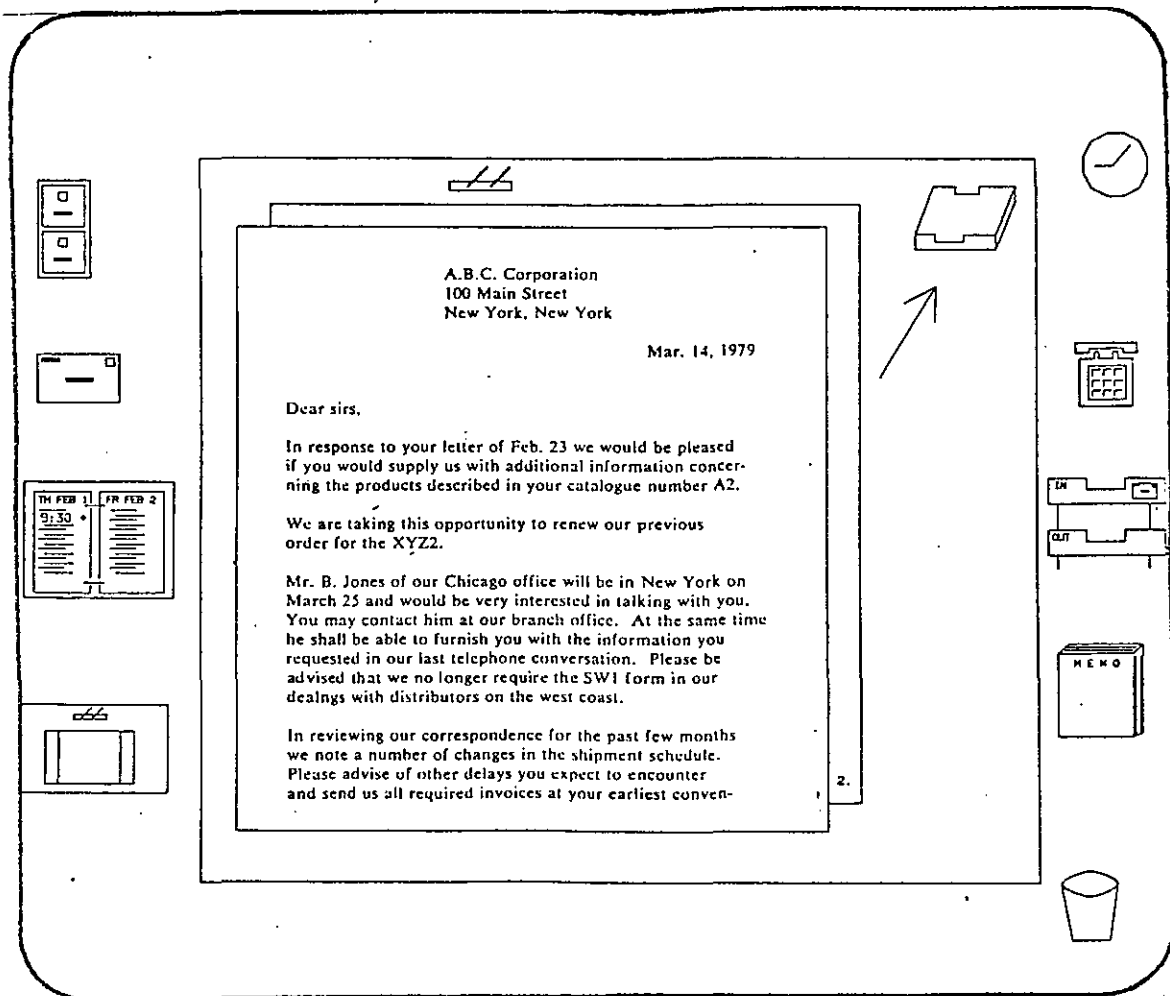 A.B.C. Corporation
100 Main Street
New York, New York
Mar. 14, 1979
Dear sirs,
In response to your letter of Feb. 23 we would be pleased
if you would supply us with additional information concer-
ning the products described in your catalogue number A2.
We are taking this opportunity to renew our previous
order for the XYZ2.
Mr. B. Jones of our Chicago office will be in New York on
March 25 and would be very interested in talking with you.
You may contact him at our branch office. At the same time
he shall be able to furnish you with the information you
requested in our last telephone conversation. Please be
advised that we no longer require the SW1 form in our
dealngs with distributors on the west coast.
In reviewing our correspondence for the past few months
we note a number of changes in the shipment schedule.
Please advise of other delays you expect to encounter
and send us all required invoices at your earliest conven-
2.
TH FEB 1
FR FEB 2
9:30
IN
OUT
MEMO